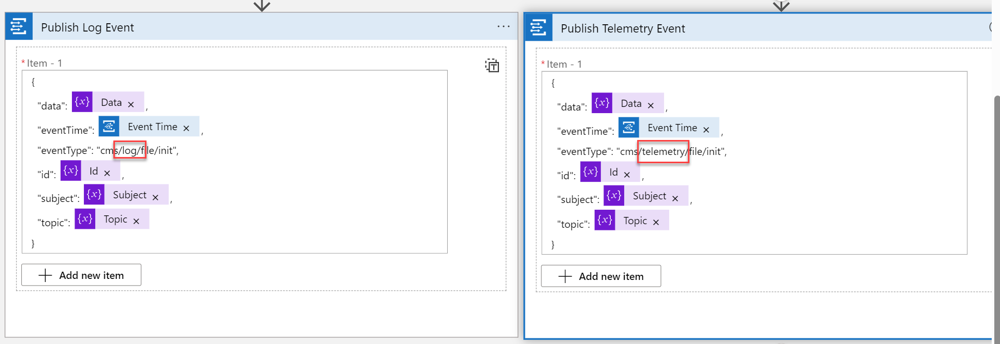 Publish Log Event
* Item - 1
{
"data": {x} Data × ,
"eventTime": Event Time × ,
"eventType": "cms/log/file/init",
"id": {x} Id × ,
"subject": {x} Subject × ,
"topic": {x} Topic ×
}
+ Add new item
Publish Telemetry Event
* Item - 1
{
"data": {x} Data × ,
"eventTime": Event Time × ,
"eventType": "cms/telemetry/file/init",
"id": {x} Id × ,
"subject": {x} Subject × ,
"topic": {x} Topic ×
}
+ Add new item